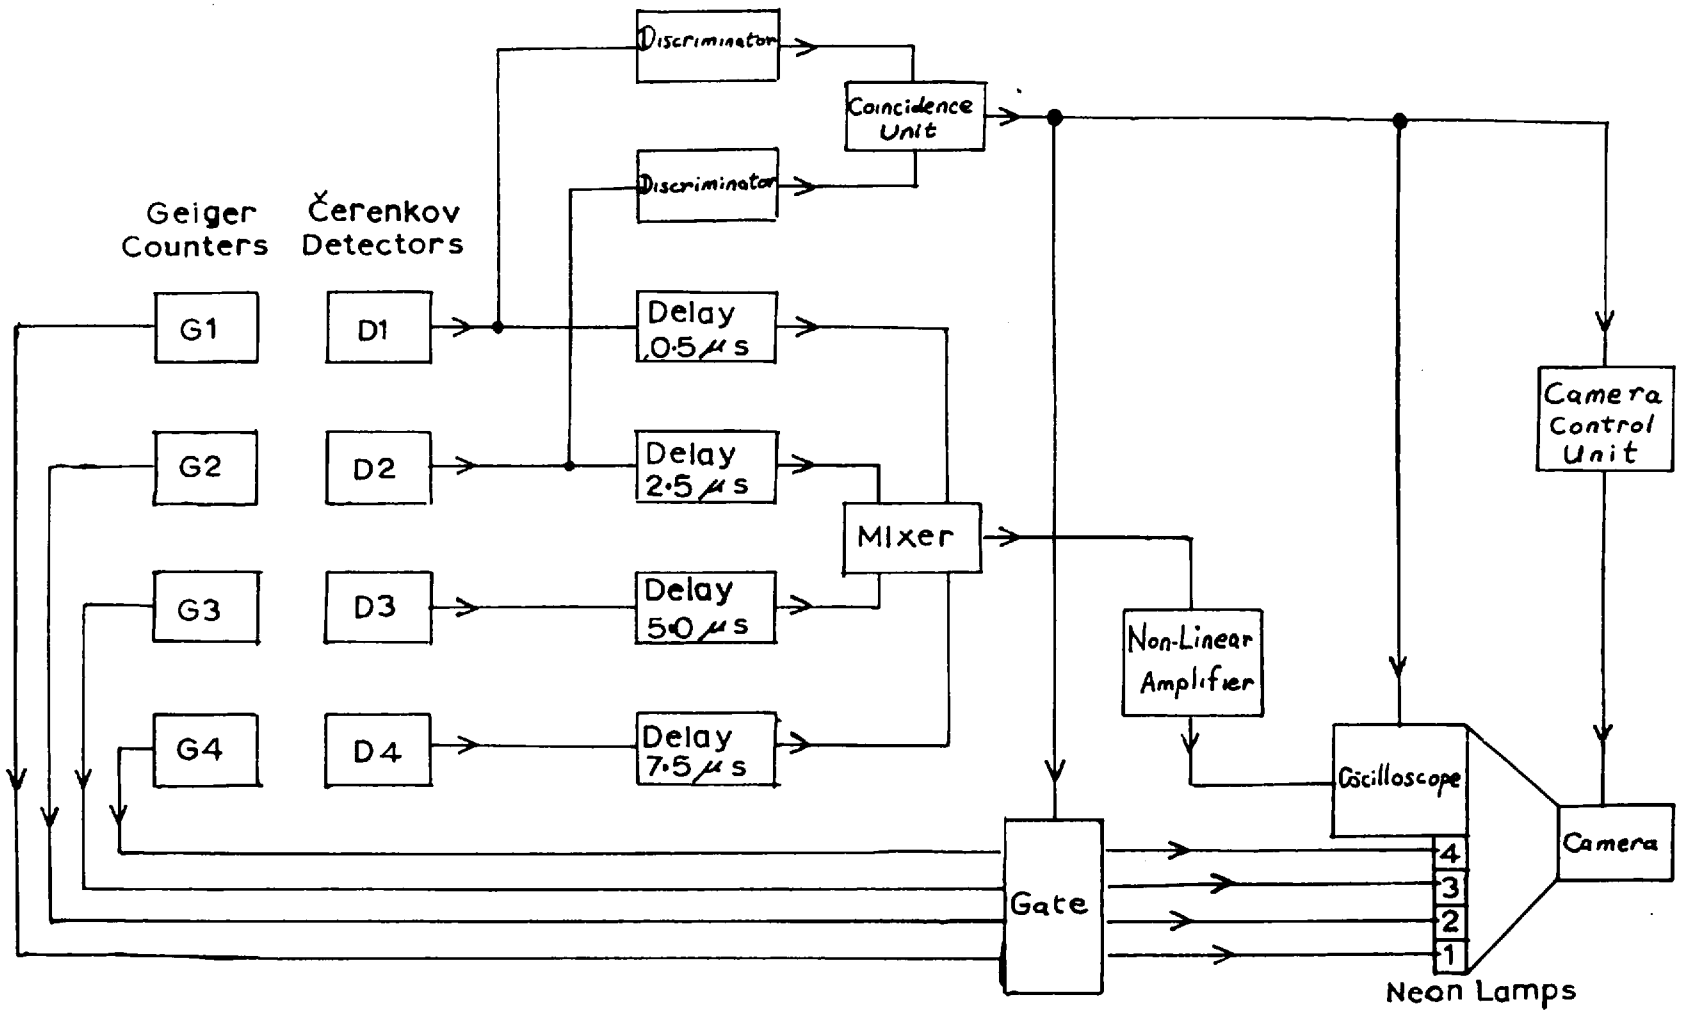 Discriminator
Coincidence
Unit
Discriminator
Geiger
Counters
Čerenkov
Detectors
G1
D1
Delay
0.5 μs
G2
D2
Delay
2.5 μs
G3
D3
Delay
5.0 μs
G4
D4
Delay
7.5 μs
Mixer
Non-Linear
Amplifier
Camera
Control
Unit
Oscilloscope
Camera
Gate
4
3
2
1
Neon Lamps